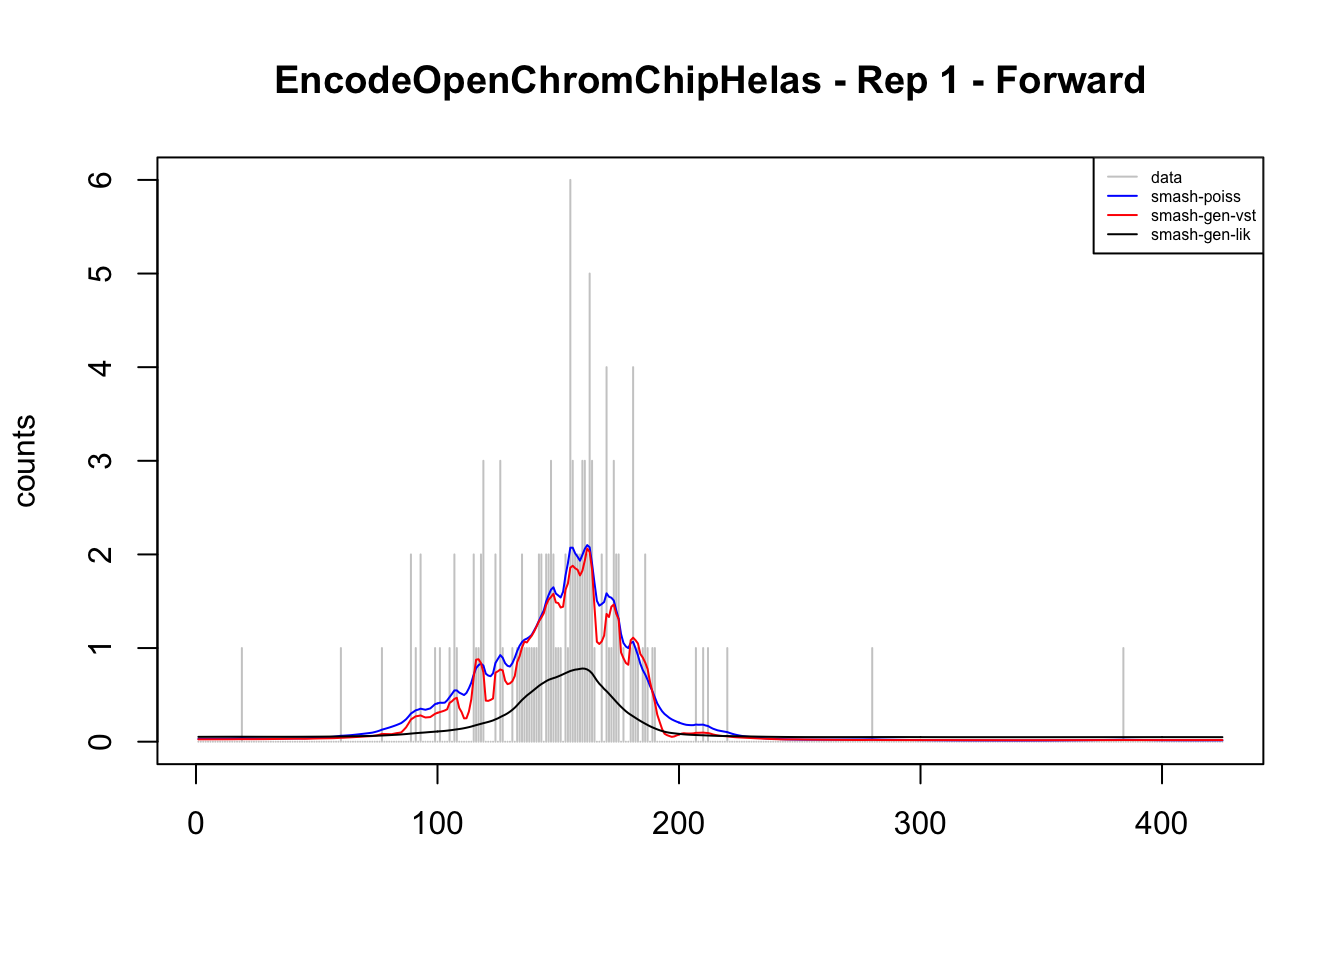 EncodeOpenChromChipHelas - Rep 1 - Forward
data
smash-poiss
smash-gen-vst
smash-gen-lik
counts
6
5
4
3
2
1
0
0 100 200 300 400